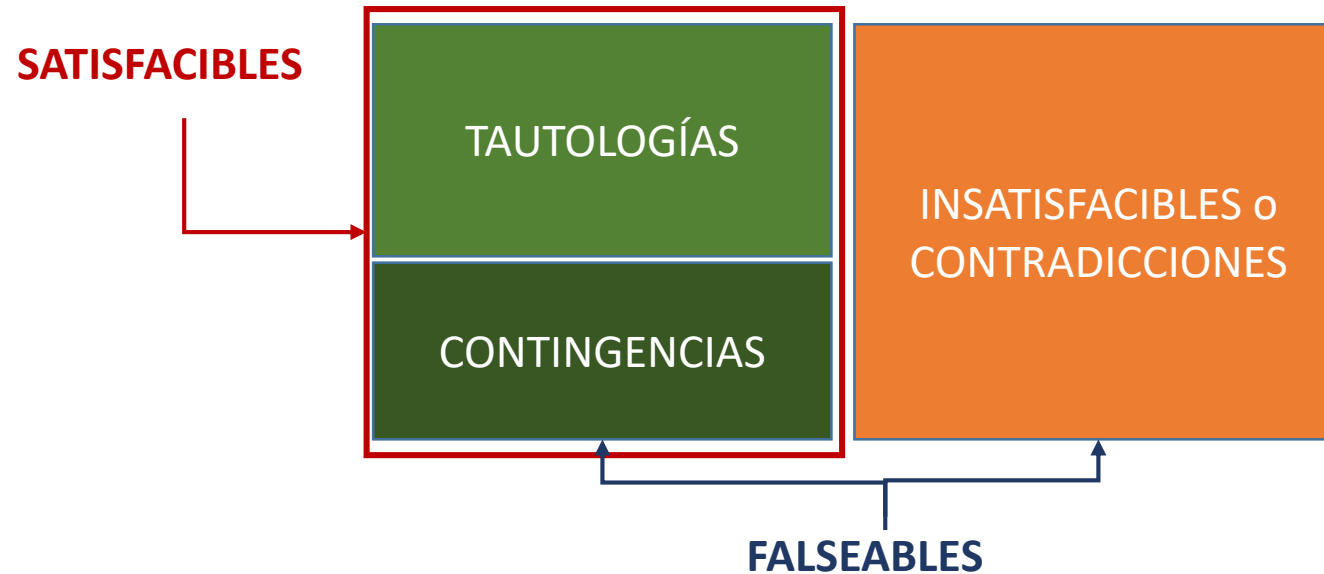 SATISFACIBLES
TAUTOLOGÍAS
CONTINGENCIAS
INSATISFACIBLES o
CONTRADICCIONES
FALSEABLES